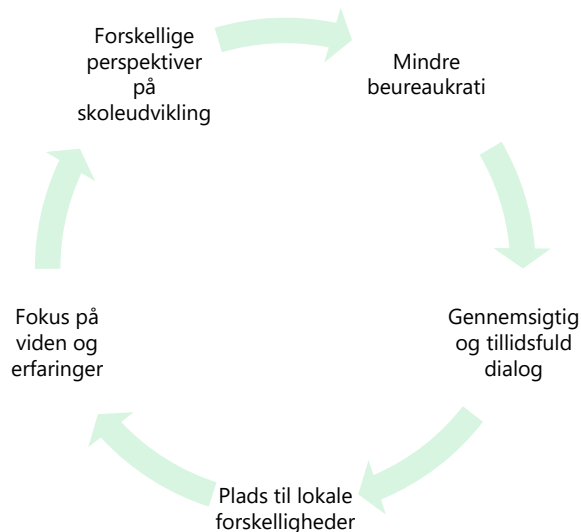 Forskellige
perspektiver
på
skoleudvikling
Mindre
beureaukrati
Gennemsigtig
og tillidsfuld
dialog
Plads til lokale
forskelligheder
Fokus på
viden og
erfaringer